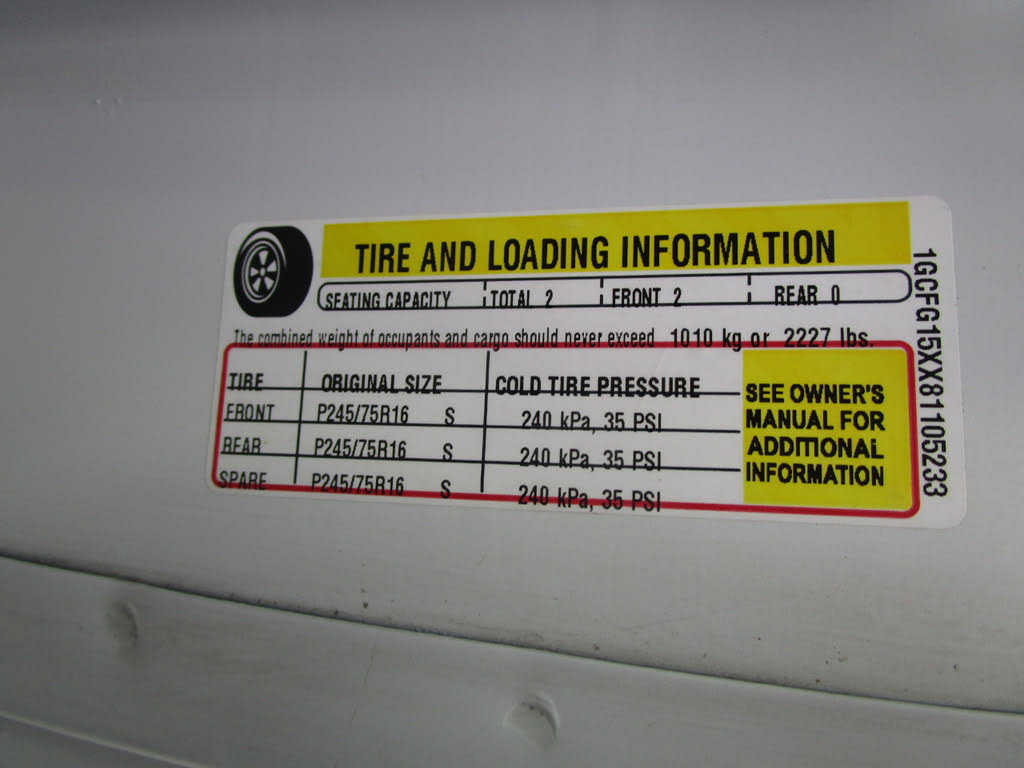 TIRE AND LOADING INFORMATION
SEATING CAPACITY TOTAL 2 FRONT 2 REAR 0
The combined weight of occupants and cargo should never exceed 1010 kg or 2227 lbs.
TIRE ORIGINAL SIZE COLD TIRE PRESSURE
FRONT P245/75R16 S 240 kPa, 35 PSI
REAR P245/75R16 S 240 kPa, 35 PSI
SPARE P245/75R16 S 240 kPa, 35 PSI
SEE OWNER'S
MANUAL FOR
ADDITIONAL
INFORMATION
1GCFG15XX81105233